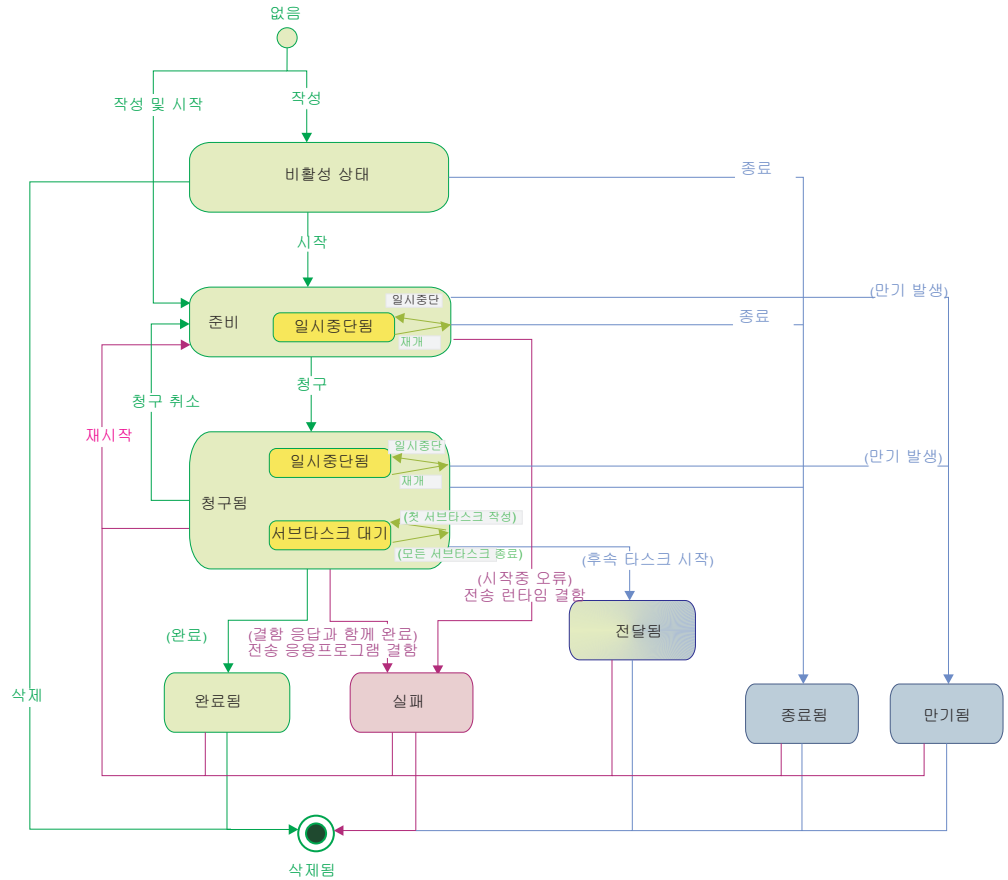 없음
작성 및 시작
작성
비활성 상태
종료
시작
(만기 발생)
일시중단
준비
일시중단됨
종료
재개
청구
청구 취소
재시작
일시중단
(만기 발생)
일시중단됨
재개
청구됨
(첫 서브타스크 작성)
서브타스크 대기
(모든 서브타스크 종료)
(후속 타스크 시작)
(시작중 오류)
전송 런타임 결함
(완료)
(결함 응답과 함께 완료)
전송 응용프로그램 결함
전달됨
삭제
완료됨
실패
종료됨
만기됨
삭제됨